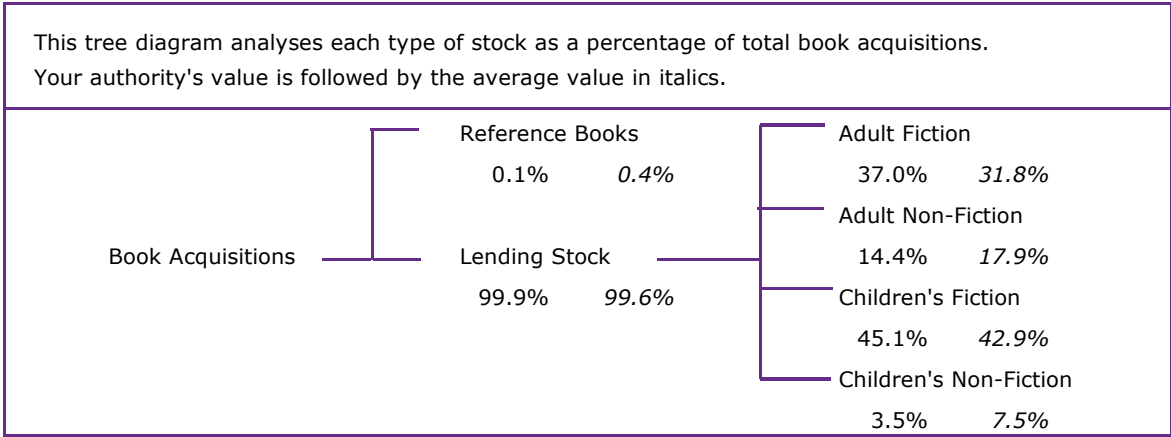 This tree diagram analyses each type of stock as a percentage of total book acquisitions.
Your authority's value is followed by the average value in italics.
Reference Books
0.1% 0.4%
Book Acquisitions
Lending Stock
99.9% 99.6%
Adult Fiction
37.0% 31.8%
Adult Non-Fiction
14.4% 17.9%
Children's Fiction
45.1% 42.9%
Children's Non-Fiction
3.5% 7.5%